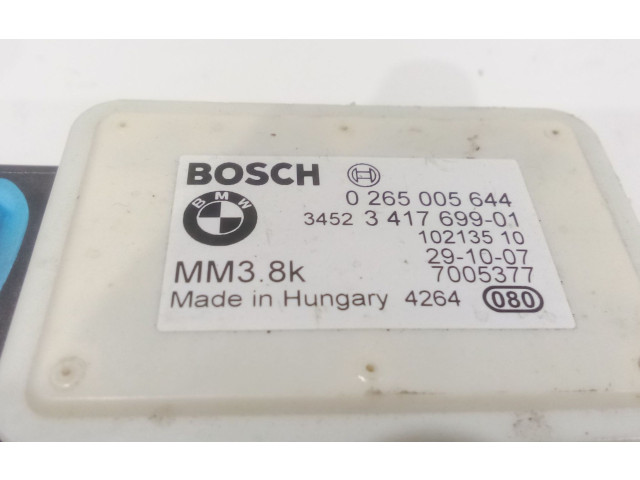 BOSCH
0 265 005 644
BMW
3452 3 417 699-01
102135 10
29-10-07
MM3.8k
7005377
Made in Hungary 4264 080